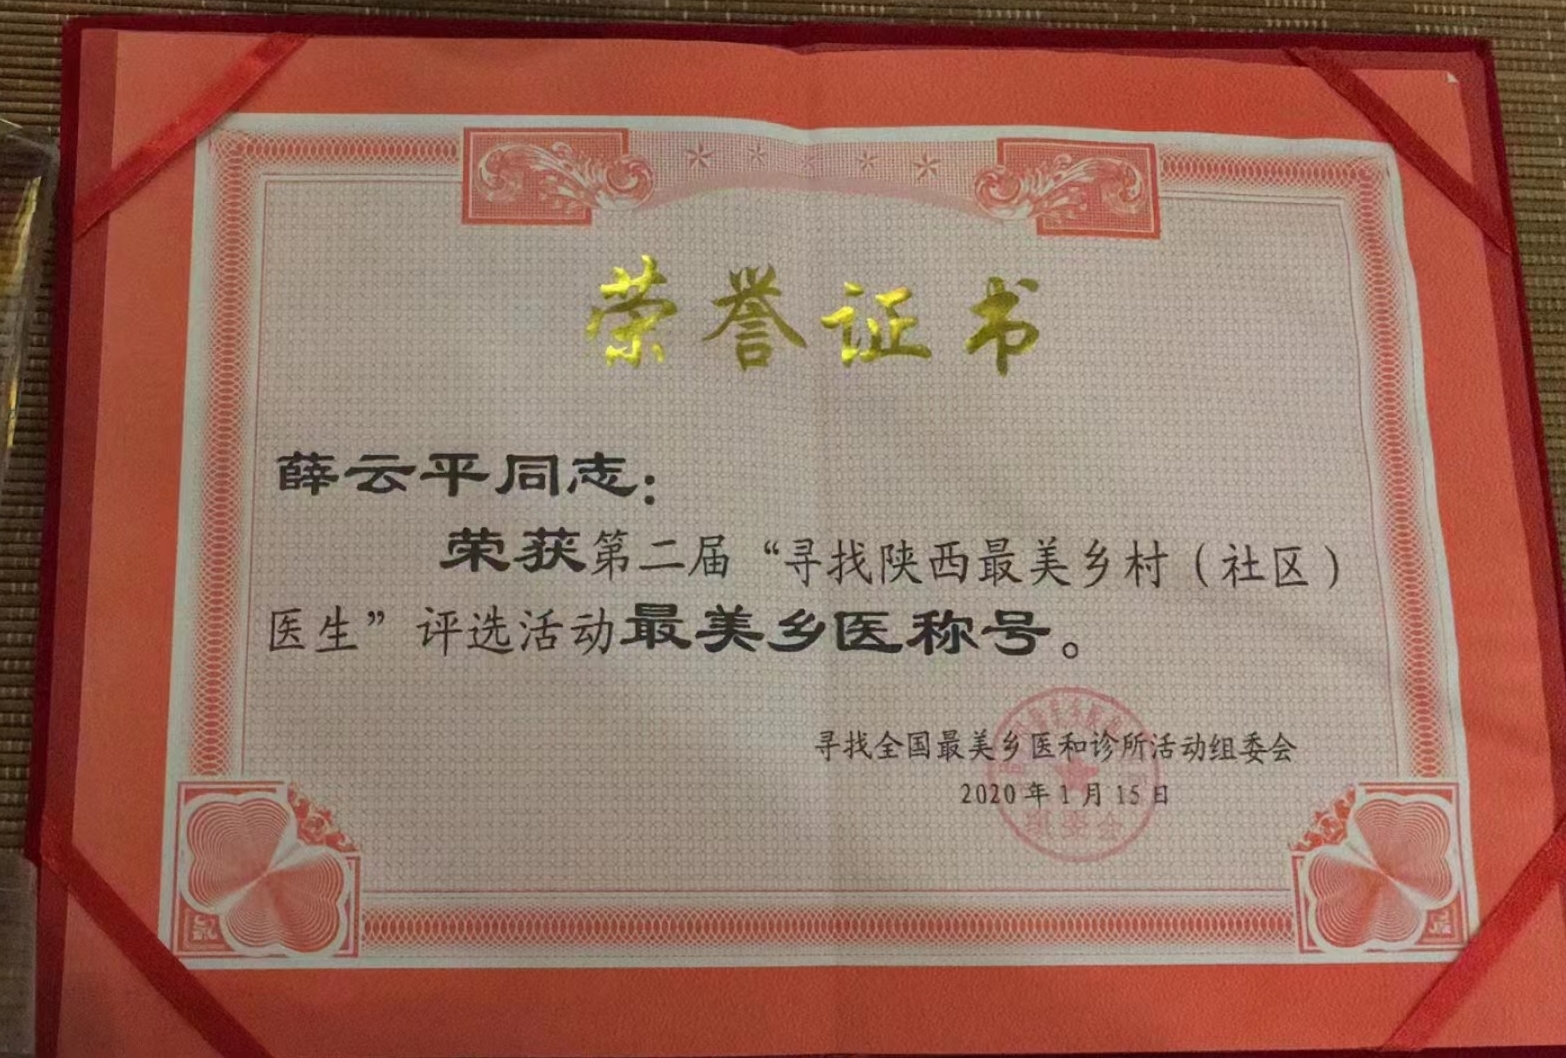 荣誉证书
薛云平同志：
荣获第二届“寻找陕西最美乡村（社区）
医生”评选活动最美乡医称号。
寻找全国最美乡医和诊所活动组委会
2020年1月15日